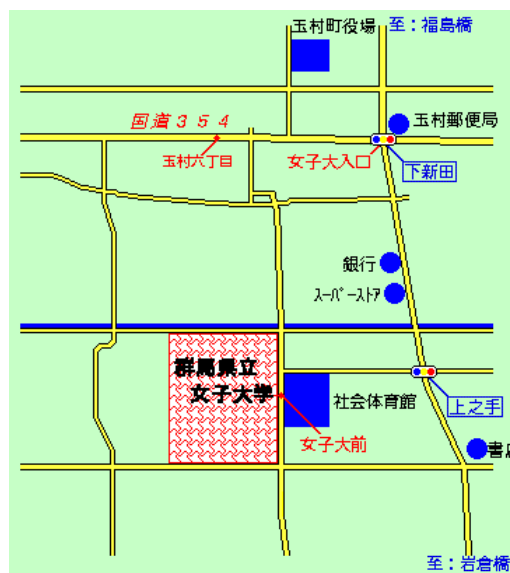 玉村町役場
至：福島橋
玉村郵便局
国道３５４
玉村六丁目
女子大入口
下新田
銀行
ｽｰﾊﾟｰｽﾄｱ
群馬県立
女子大学
社会体育館
上之手
女子大前
書店
至：岩倉橋